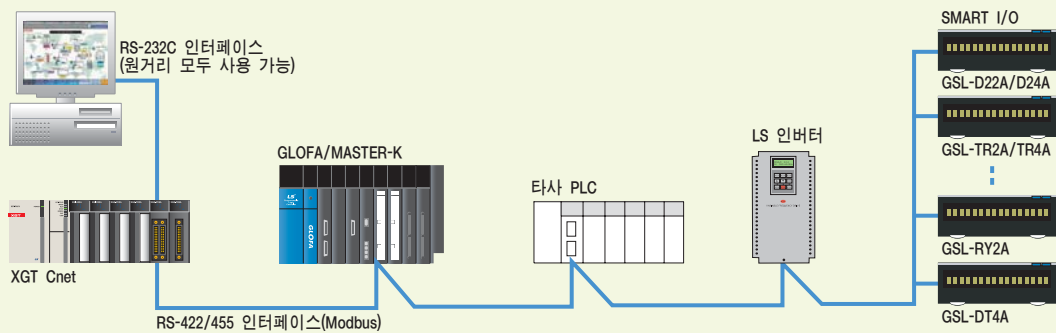 RS-232C 인터페이스
(원거리 모두 사용 가능)
GLOFA/MASTER-K
타사 PLC
LS 인버터
SMART I/O
GSL-D22A/D24A
GSL-TR2A/TR4A
GSL-RY2A
GSL-DT4A
LS
GLOFA
XGT Cnet
RS-422/455 인터페이스(Modbus)